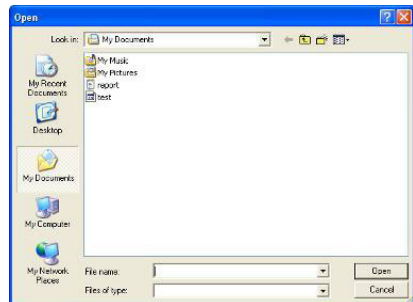 Open
Look in: My Documents
My Recent
Documents
Desktop
My Documents
My Computer
My Network
Places
My Music
My Pictures
report
test
File name:
Open
Files of type:
Cancel